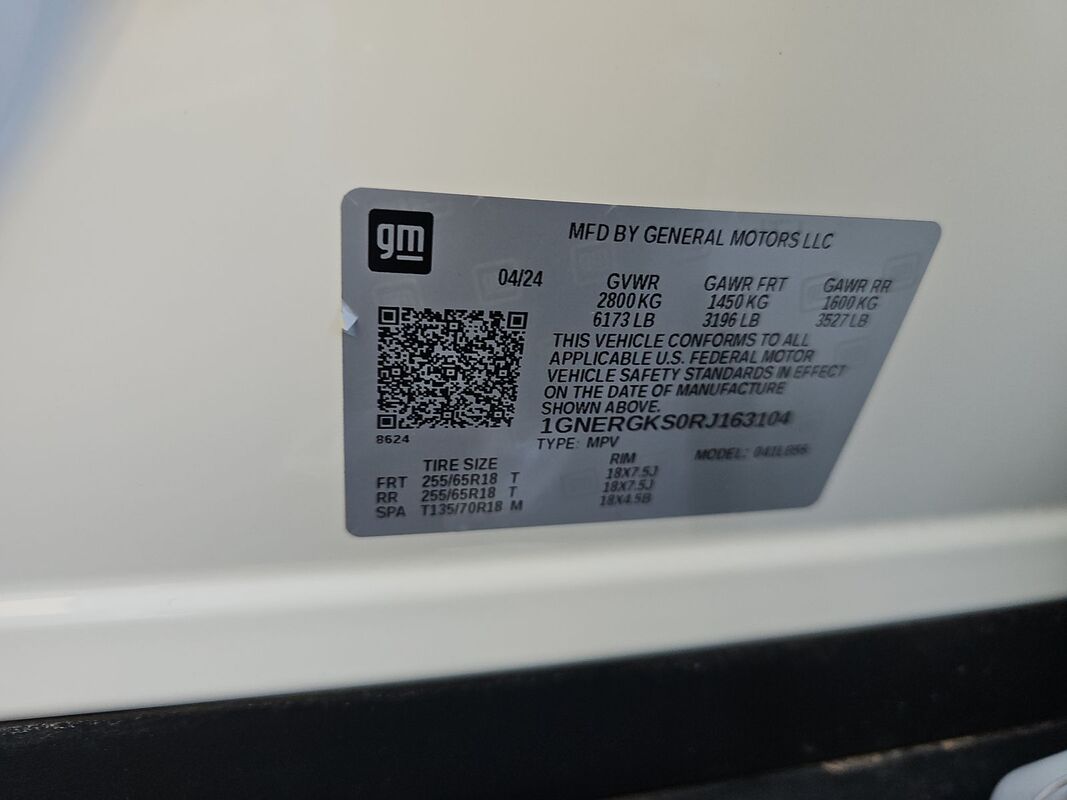 gm
MFD BY GENERAL MOTORS LLC
04/24 GVWR GAWR FRT GAWR RR
2800 KG 1450 KG 1600 KG
6173 LB 3196 LB 3527 LB
THIS VEHICLE CONFORMS TO ALL
APPLICABLE U.S. FEDERAL MOTOR
VEHICLE SAFETY STANDARDS IN EFFECT
ON THE DATE OF MANUFACTURE
SHOWN ABOVE.
1GNERGKS0RJ163104
8624
TYPE: MPV MODEL:
TIRE SIZE RIM
FRT 255/65R18 T 18X7.5J
RR 255/65R18 T 18X7.5J
SPA T135/70R18 M 18X4.5B